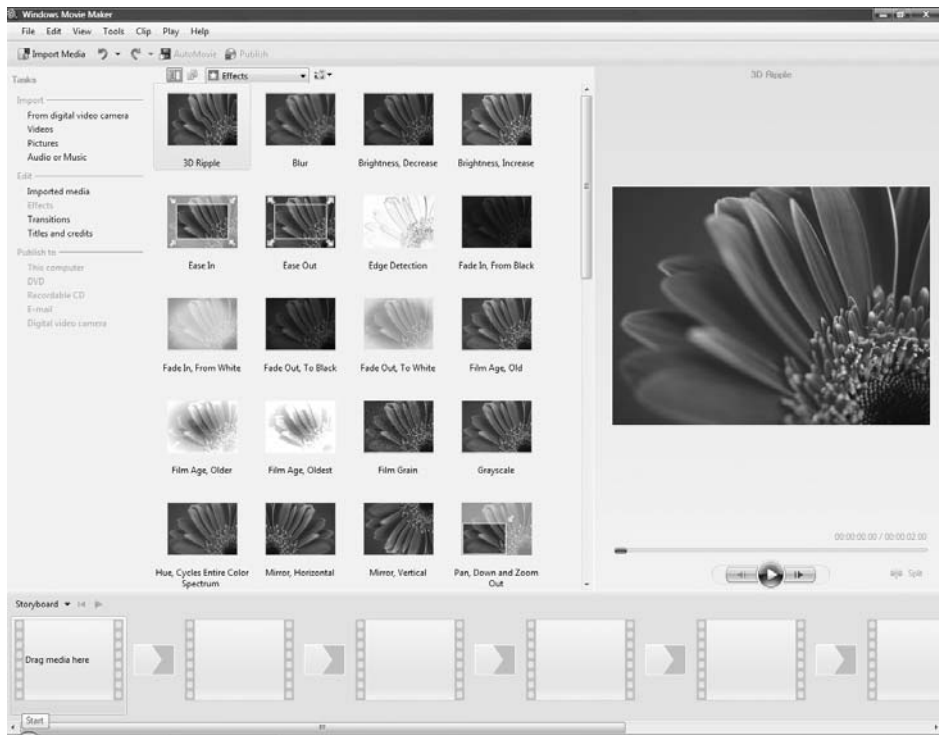 Windows Movie Maker
File Edit View Tools Clip Play Help
Import Media AutoMovie Publish
Tasks
Import
From digital video camera
Videos
Pictures
Audio or Music
Edit
Imported media
Effects
Transitions
Titles and credits
Publish to
This computer
DVD
Recordable CD
E-mail
Digital video camera
Effects
3D Ripple Blur Brightness, Decrease Brightness, Increase
Ease In Ease Out Edge Detection Fade In, From Black
Fade In, From White Fade Out, To Black Fade Out, To White Film Age, Old
Film Age, Older Film Age, Oldest Film Grain Grayscale
Hue, Cycles Entire Color Mirror, Horizontal Mirror, Vertical Pan, Down and Zoom
Spectrum Out
3D Ripple
00:00:00.00 / 00:00:02.00
Split
Storyboard
Drag media here
Start